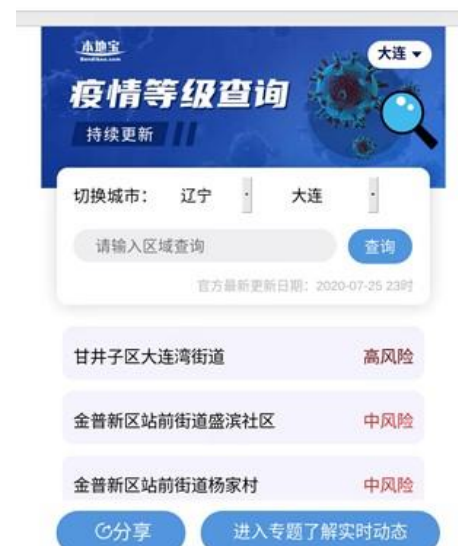 本地宝
Bendibao.com
大连
疫情等级查询
持续更新
切换城市： 辽宁 大连
请输入区域查询 查询
官方最新更新日期：2020-07-25 23时
甘井子区大连湾街道 高风险
金普新区站前街道盛滨社区 中风险
金普新区站前街道杨家村 中风险
分享 进入专题了解实时动态